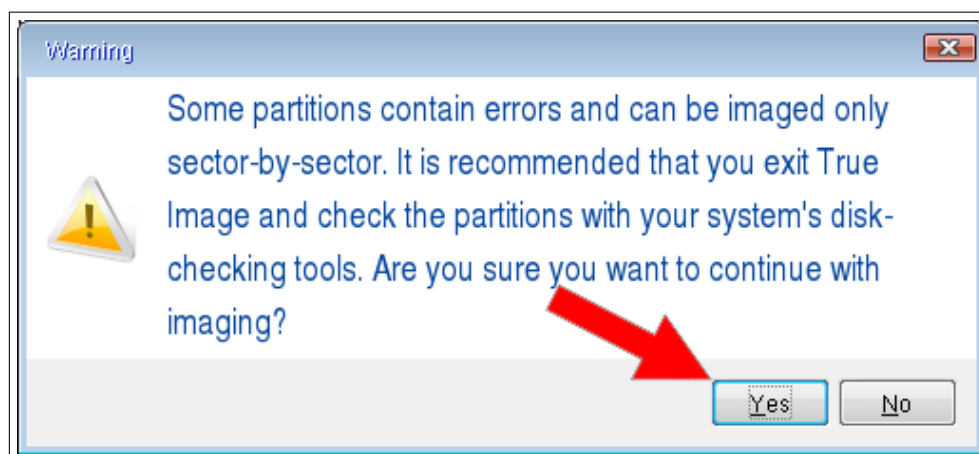 Warning
Some partitions contain errors and can be imaged only
sector-by-sector. It is recommended that you exit True
Image and check the partitions with your system's disk-
checking tools. Are you sure you want to continue with
imaging?
Yes No